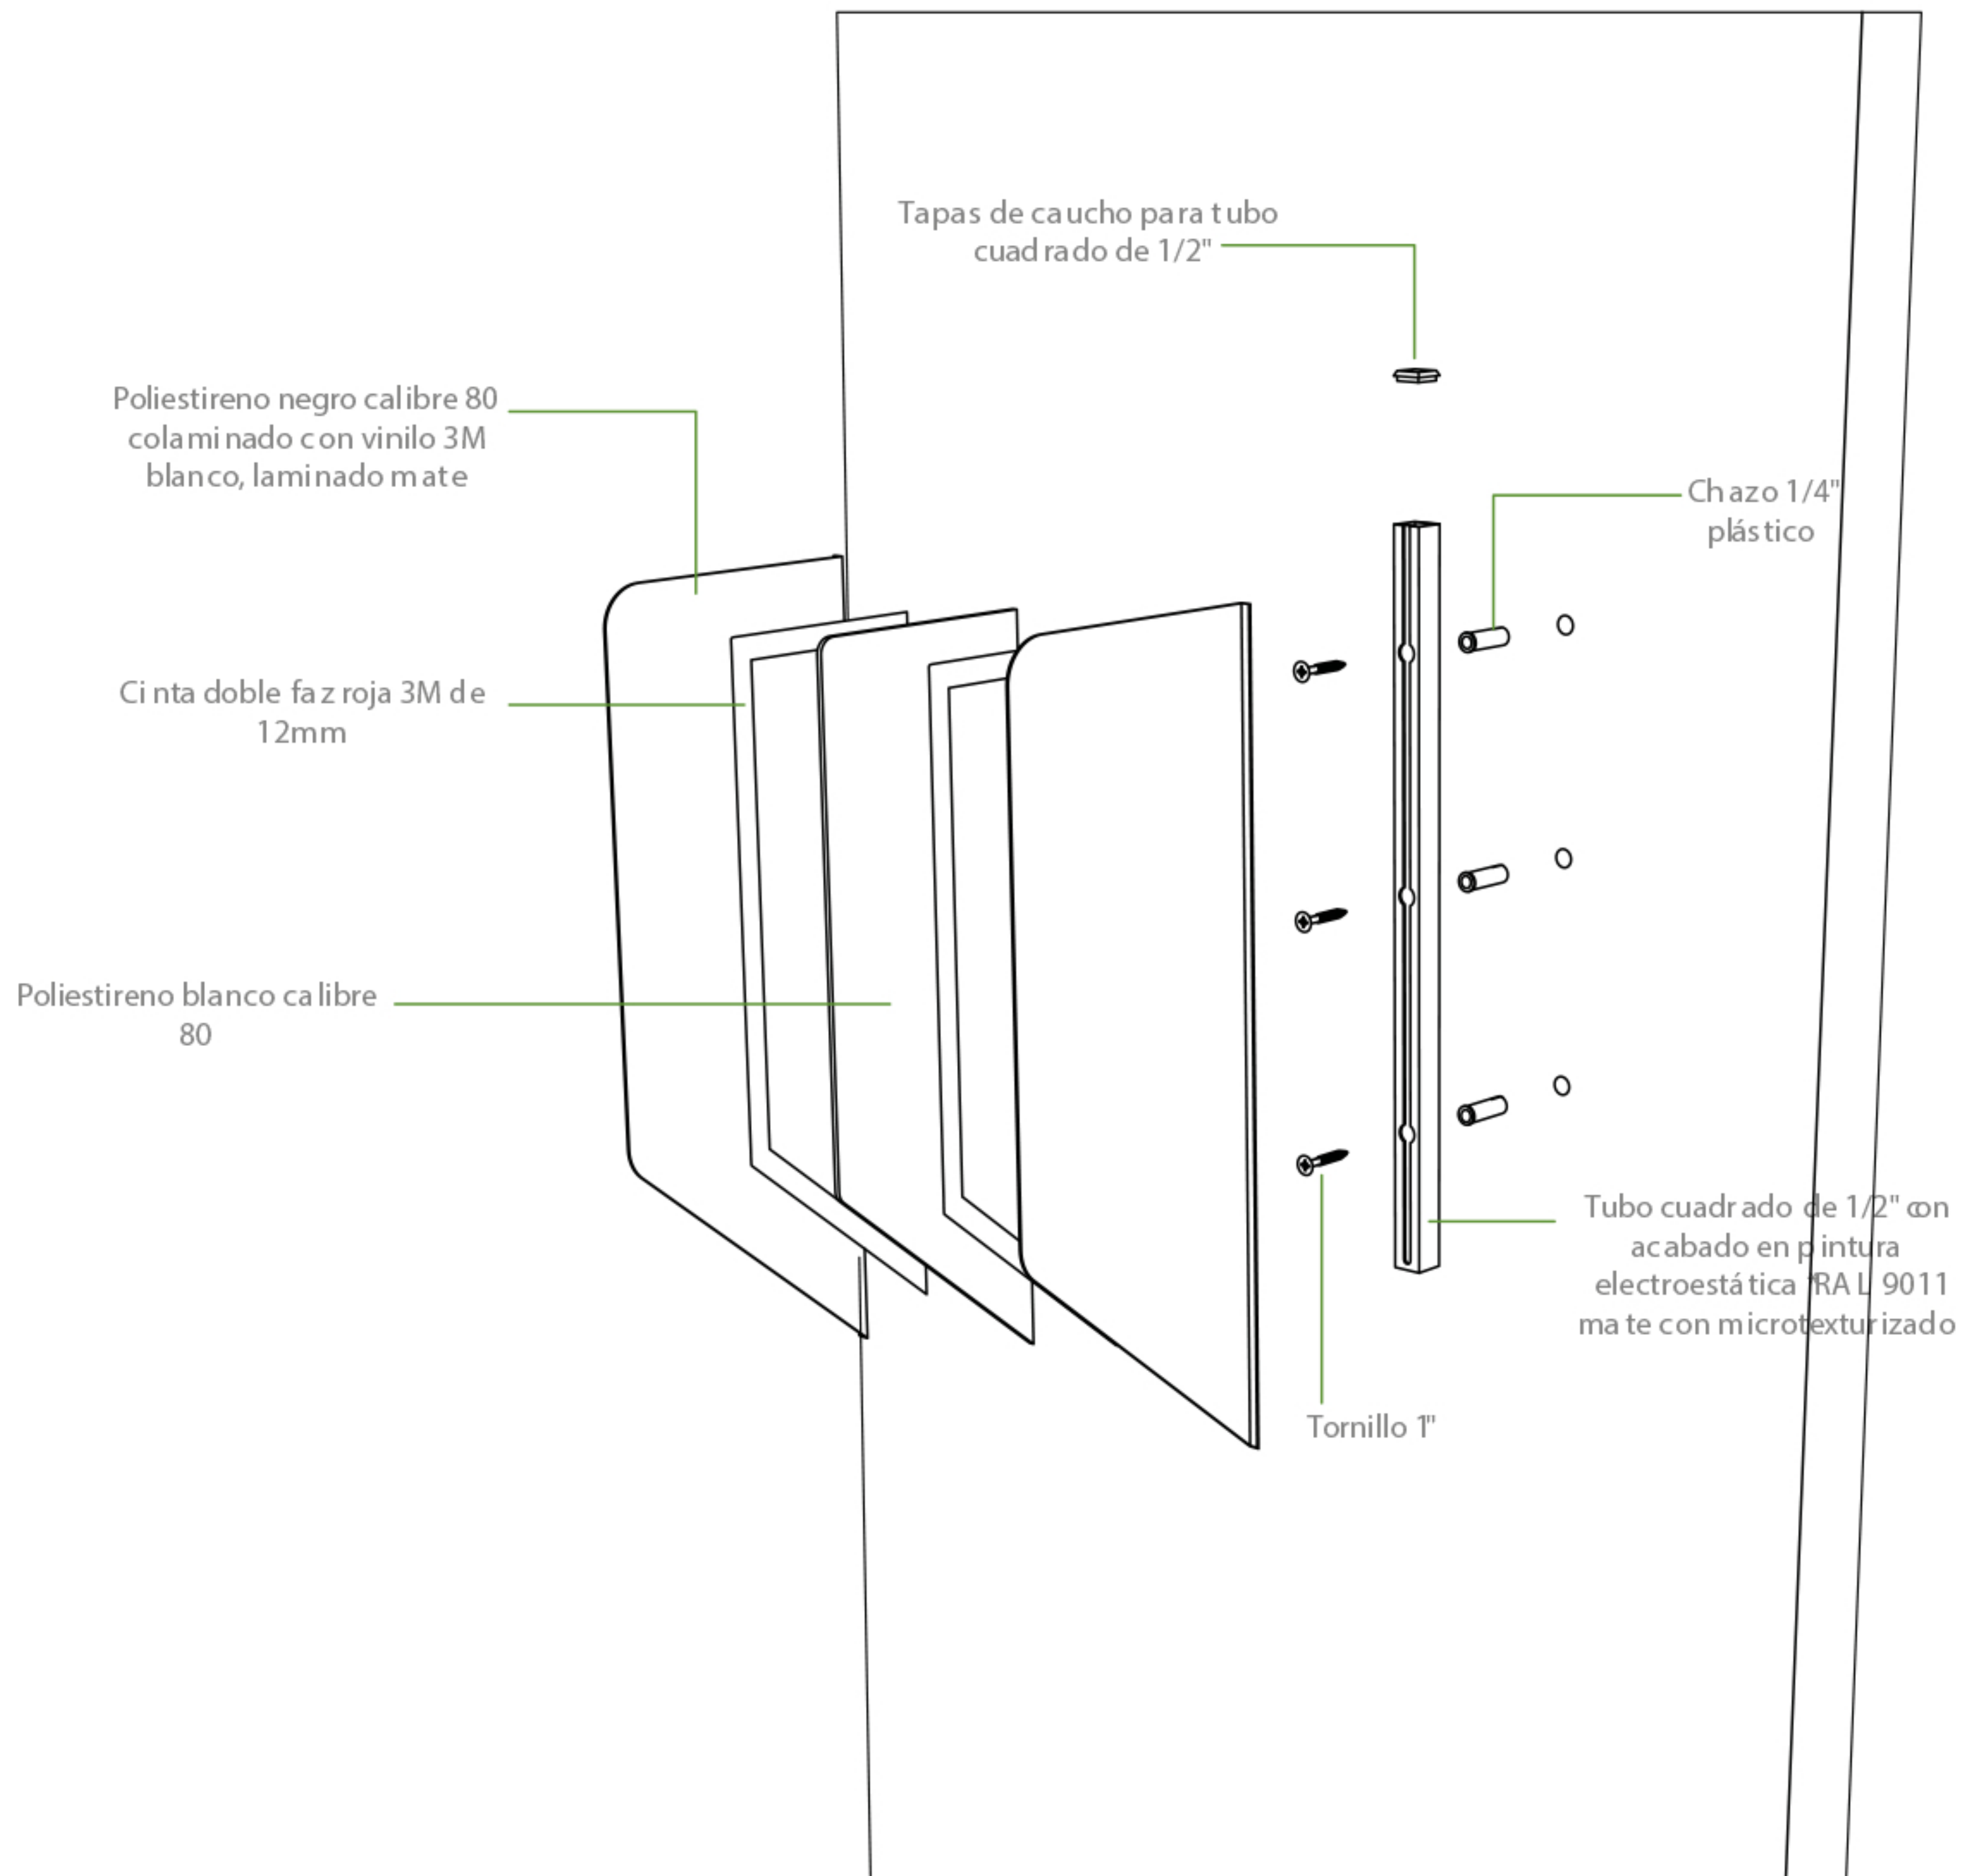 Tapas de caucho para tubo
cuadrado de 1/2"
Poliestireno negro calibre 80
colaminado con vinilo 3M
blanco, laminado mate
Chazo 1/4"
plástico
Cinta doble faz roja 3M de
12mm
Poliestireno blanco calibre
80
Tubo cuadrado de 1/2" con
acabado en pintura
electroestática RAL 9011
mate con microtexturizado
Tornillo 1"